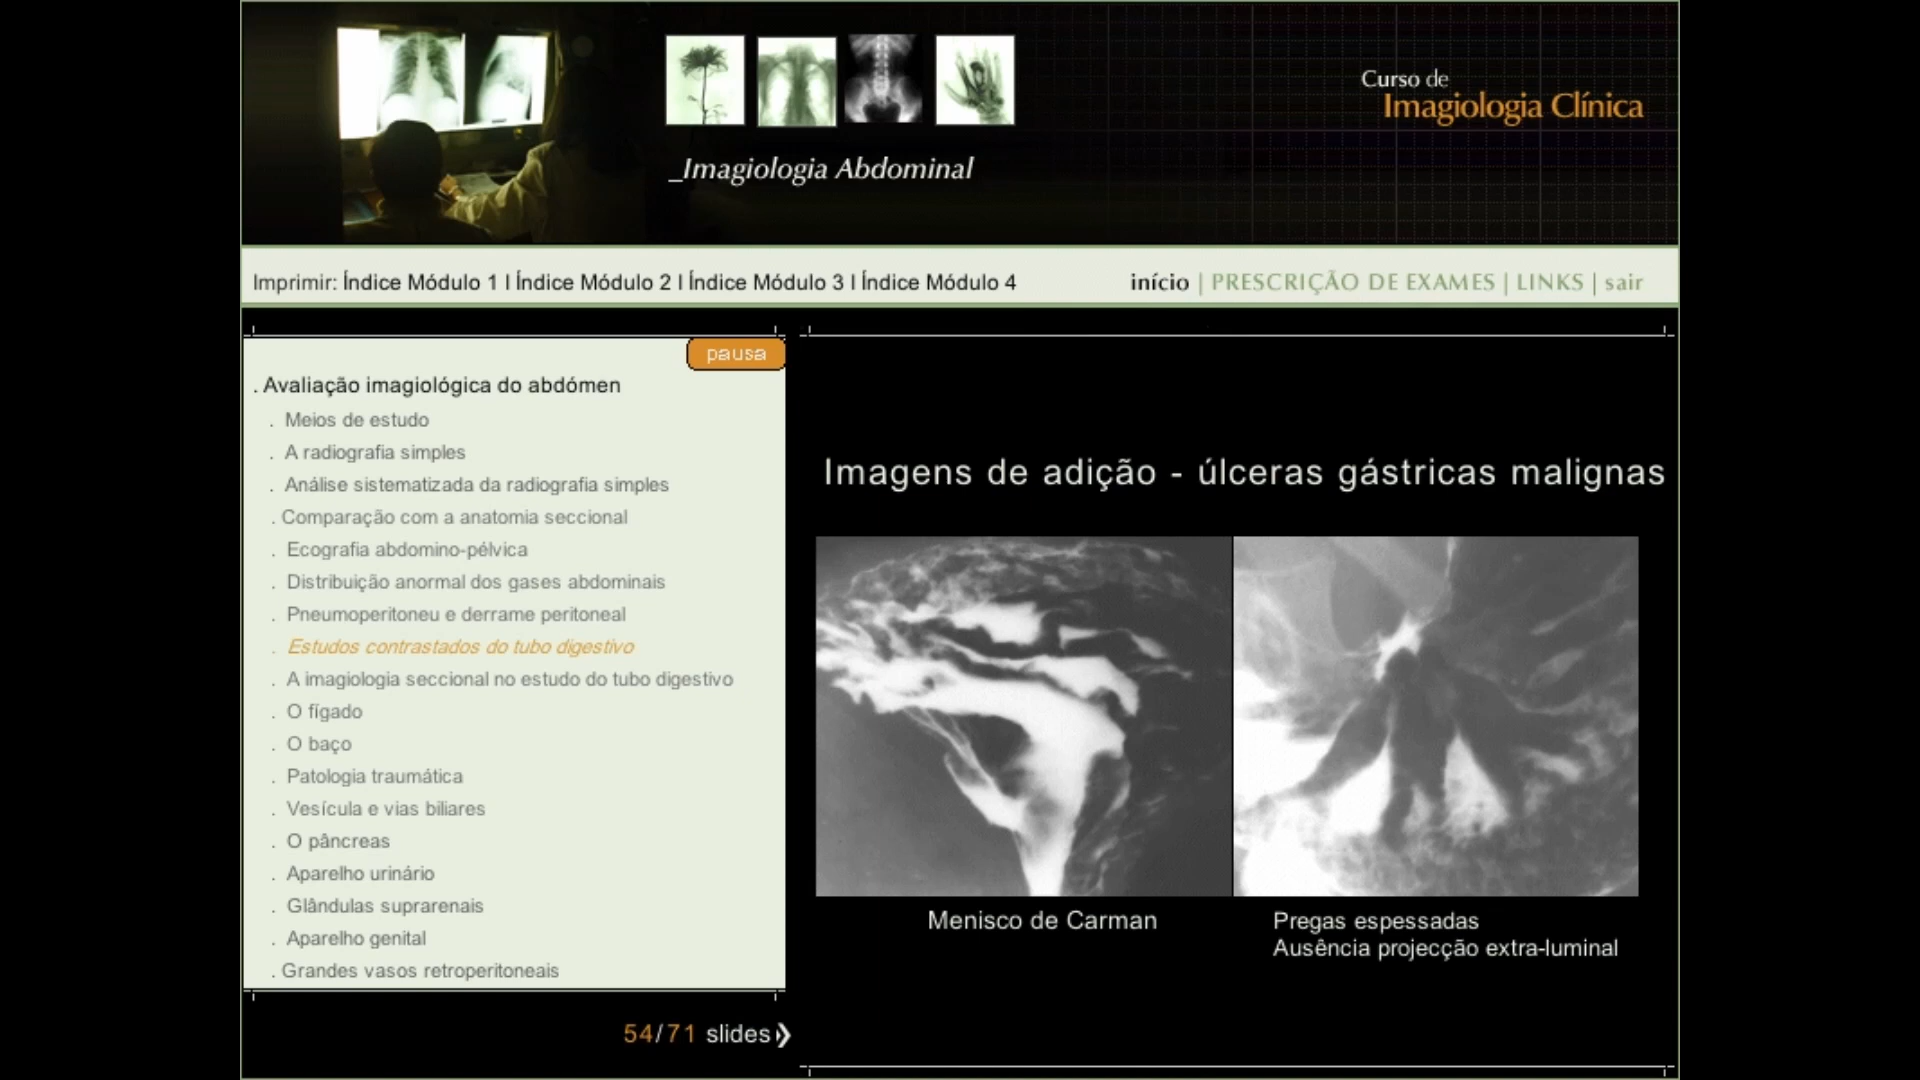 Curso de
Imagiologia Clínica
_Imagiologia Abdominal
Imprimir: Índice Módulo 1 I Índice Módulo 2 I Índice Módulo 3 I Índice Módulo 4
início | PRESCRIÇÃO DE EXAMES | LINKS | sair
pausa
. Avaliação imagiológica do abdómen
. Meios de estudo
. A radiografia simples
. Análise sistematizada da radiografia simples
. Comparação com a anatomia seccional
. Ecografia abdomino-pélvica
. Distribuição anormal dos gases abdominais
. Pneumoperitoneu e derrame peritoneal
. Estudos contrastados do tubo digestivo
. A imagiologia seccional no estudo do tubo digestivo
. O fígado
. O baço
. Patologia traumática
. Vesícula e vias biliares
. O pâncreas
. Aparelho urinário
. Glândulas suprarenais
. Aparelho genital
. Grandes vasos retroperitoneais
54/71 slides
Imagens de adição - úlceras gástricas malignas
Menisco de Carman
Pregas espessadas
Ausência projecção extra-luminal